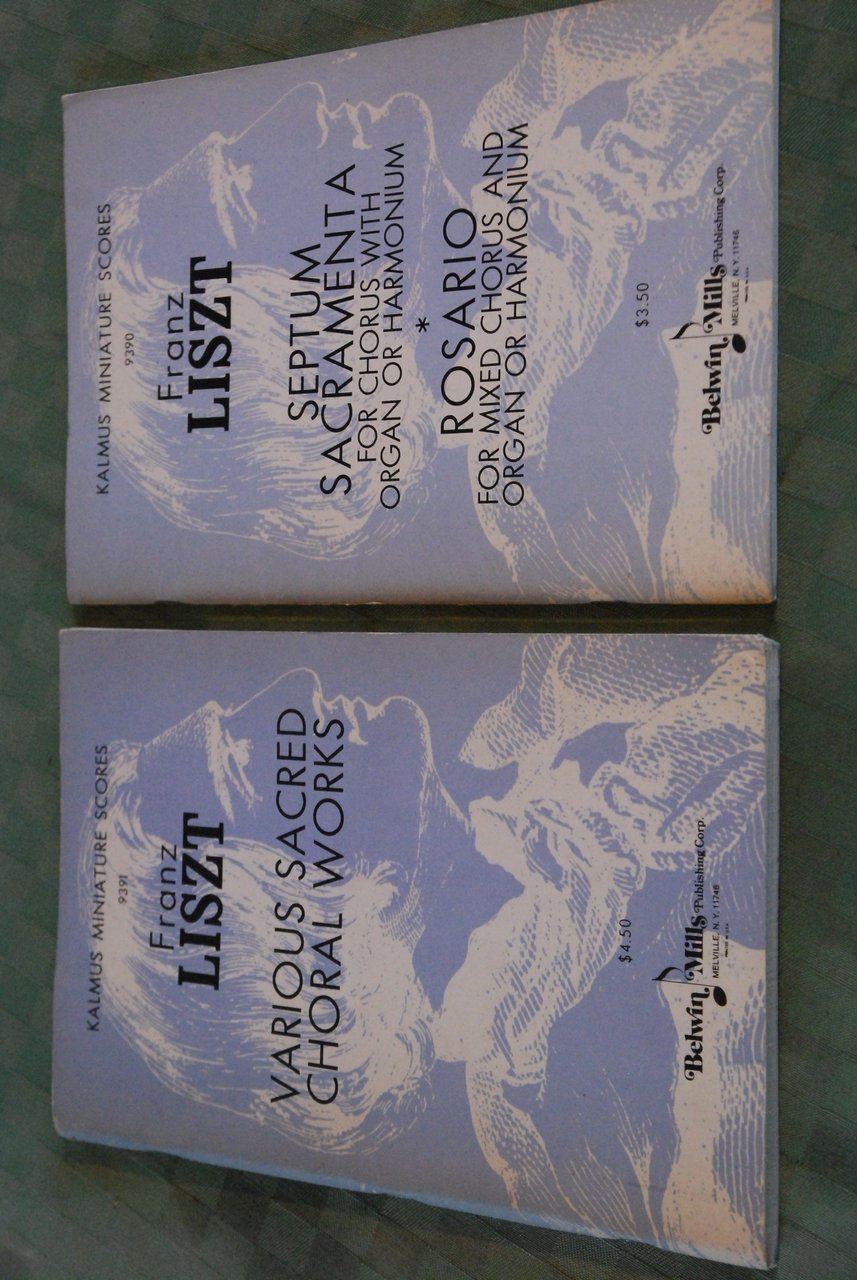 KALMUS MINIATURE SCORES
9391
Franz
LISZT
VARIOUS SACRED
CHORAL WORKS
$4.50
Belwin Mills Publishing Corp.
MELVILLE, N.Y. 11746
KALMUS MINIATURE SCORES
9390
Franz
LISZT
SEPTUM
SACRAMENTA
FOR CHORUS WITH
ORGAN OR HARMONIUM
*
ROSARIO
FOR MIXED CHORUS AND
ORGAN OR HARMONIUM
$3.50
Belwin Mills Publishing Corp.
MELVILLE, N.Y. 11746